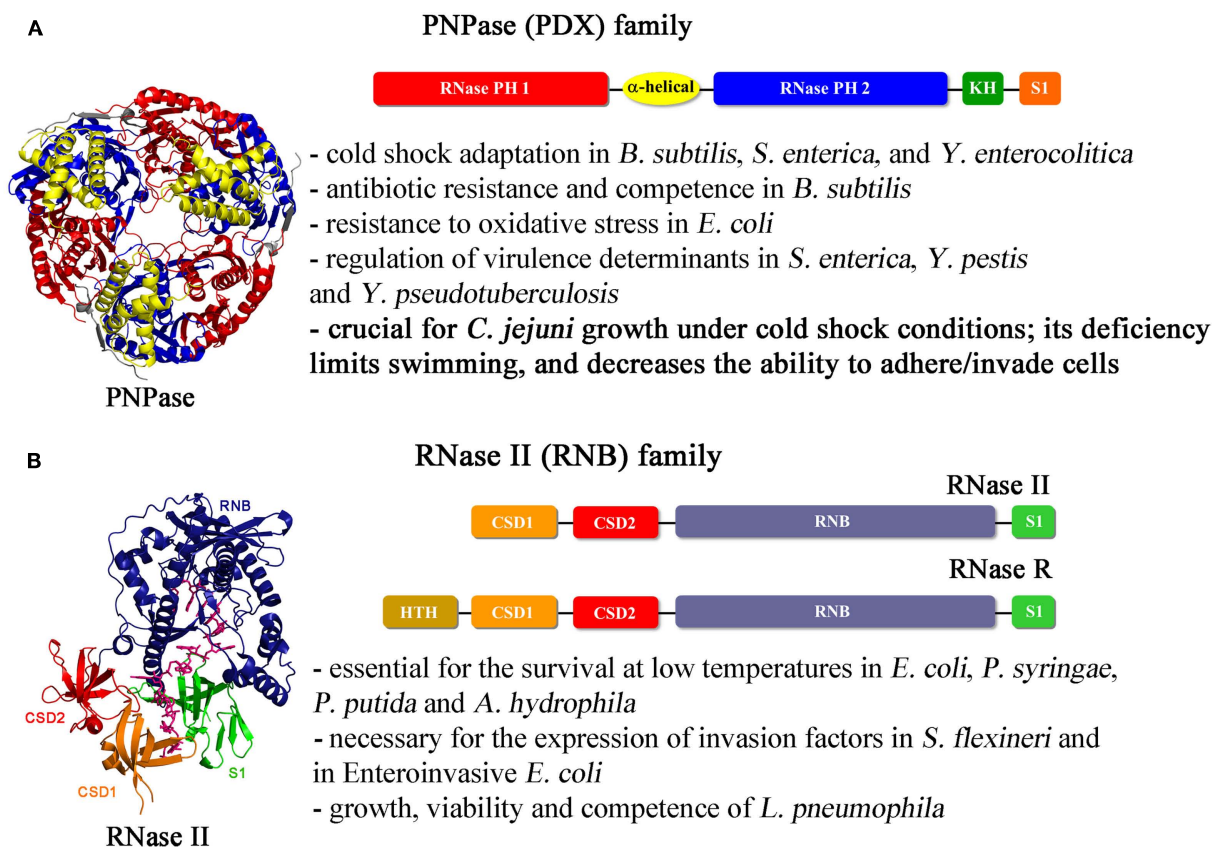 A
PNPase (PDX) family
RNase PH 1
α-helical
RNase PH 2
KH
S1
- cold shock adaptation in B. subtilis, S. enterica, and Y. enterocolitica
- antibiotic resistance and competence in B. subtilis
- resistance to oxidative stress in E. coli
- regulation of virulence determinants in S. enterica, Y. pestis
and Y. pseudotuberculosis
- crucial for C. jejuni growth under cold shock conditions; its deficiency
limits swimming, and decreases the ability to adhere/invade cells
PNPase
B
RNase II (RNB) family
RNase II
CSD1
CSD2
RNB
S1
RNase R
HTH
CSD1
CSD2
RNB
S1
RNB
CSD2
CSD1
S1
RNase II
- essential for the survival at low temperatures in E. coli, P. syringae,
P. putida and A. hydrophila
- necessary for the expression of invasion factors in S. flexineri and
in Enteroinvasive E. coli
- growth, viability and competence of L. pneumophila